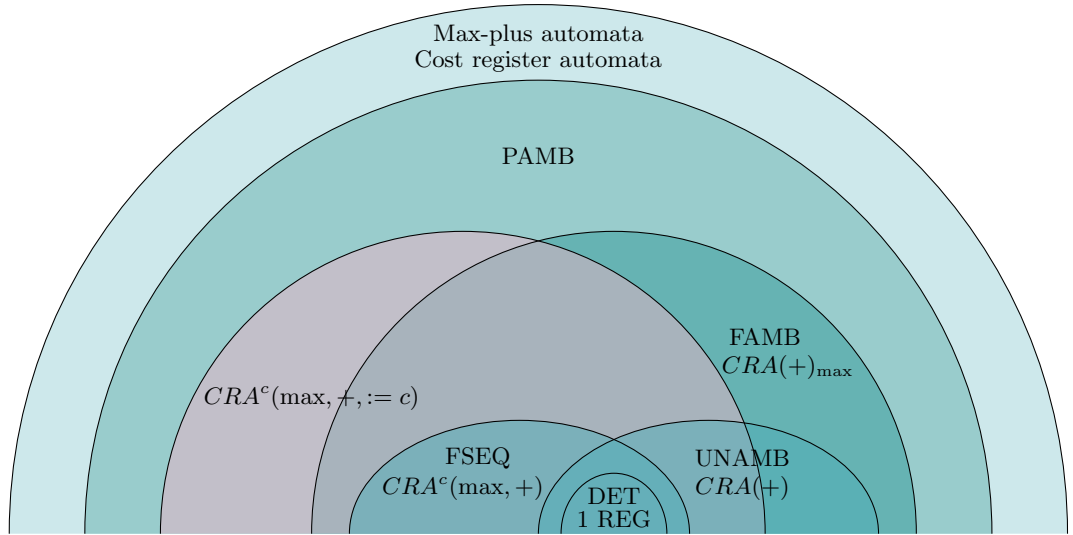 Max-plus automata
Cost register automata
PAMB
FAMB
CRA(+)max
CRA^c(max, +, := c)
FSEQ
CRA^c(max, +)
UNAMB
CRA(+)
DET
1 REG